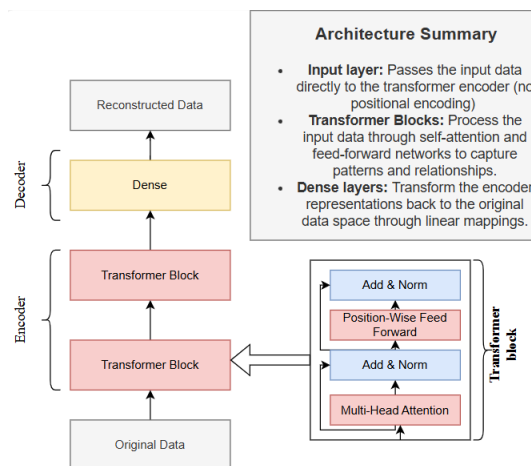 Architecture Summary
• Input layer: Passes the input data
directly to the transformer encoder (no
positional encoding)
• Transformer Blocks: Process the
input data through self-attention and
feed-forward networks to capture
patterns and relationships.
• Dense layers: Transform the encoder
representations back to the original
data space through linear mappings.
Reconstructed Data
Decoder
Dense
Encoder
Transformer Block
Transformer Block
Original Data
Add & Norm
Position-Wise Feed
Forward
Add & Norm
Multi-Head Attention
Transformer
block